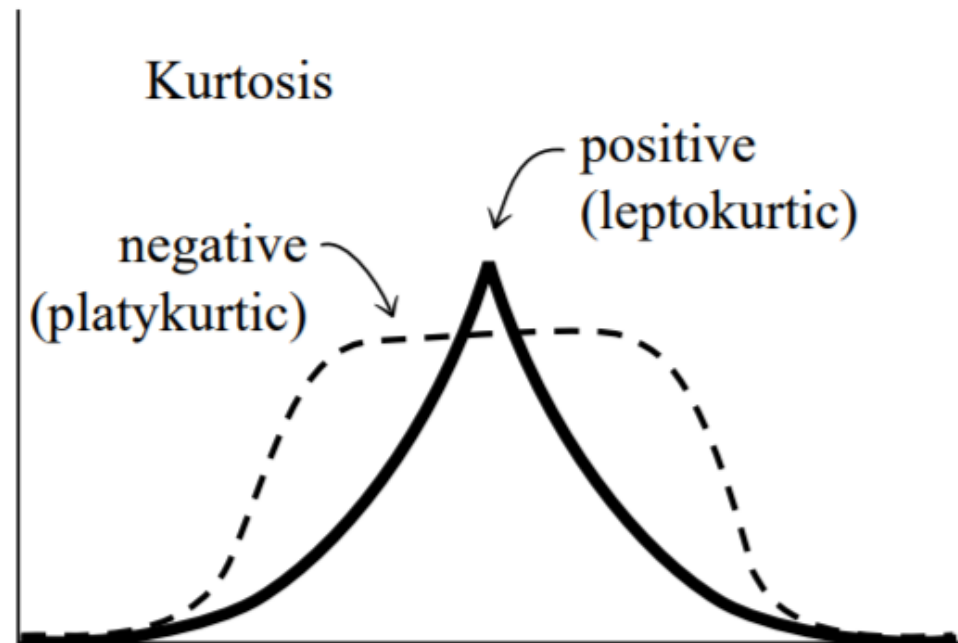 Kurtosis
positive
(leptokurtic)
negative
(platykurtic)